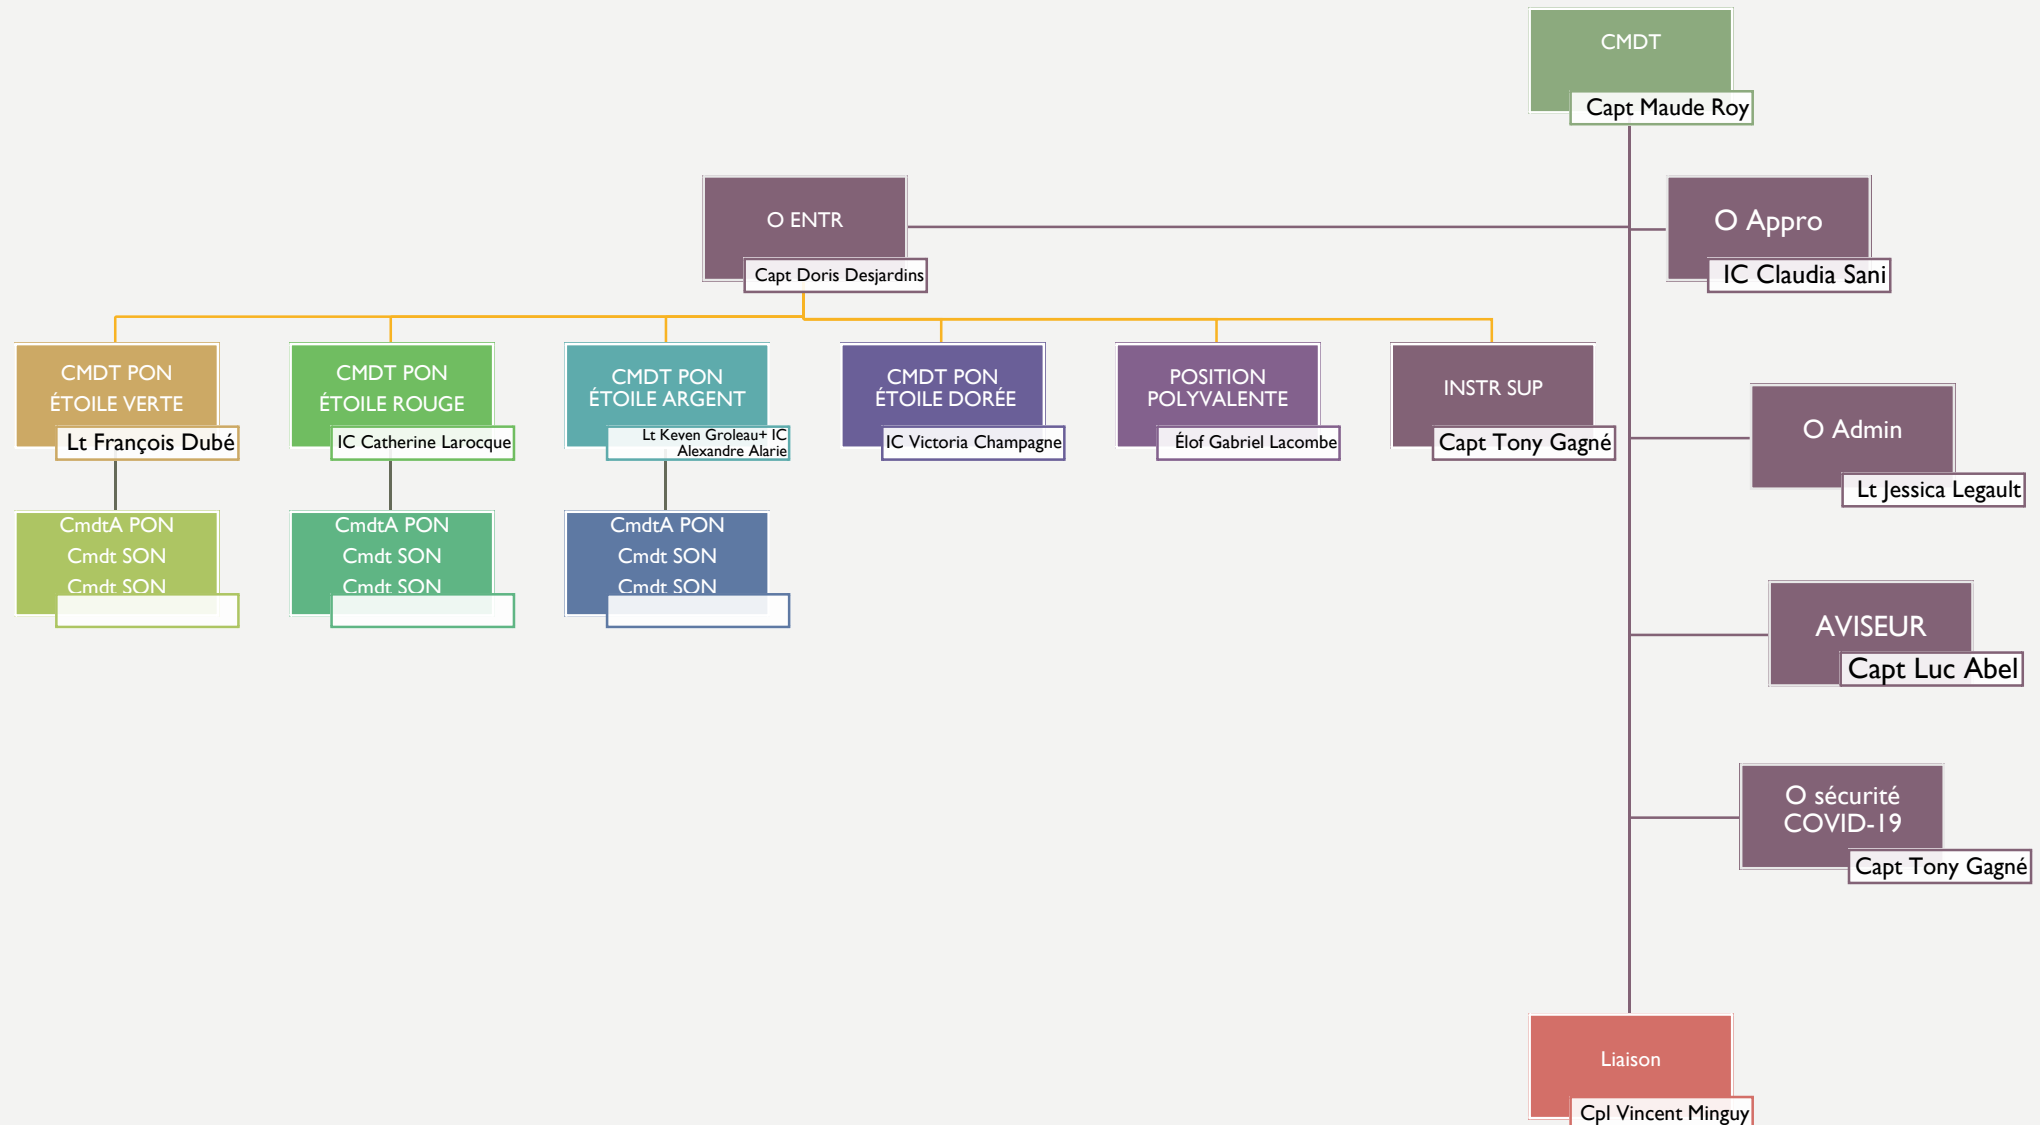 CMDT
Capt Maude Roy
O ENTR
Capt Doris Desjardins
O Appro
IC Claudia Sani
CMDT PON
ÉTOILE VERTE
Lt François Dubé
CMDT PON
ÉTOILE ROUGE
IC Catherine Larocque
CMDT PON
ÉTOILE ARGENT
Lt Keven Groleau+ IC
Alexandre Alarie
CMDT PON
ÉTOILE DORÉE
IC Victoria Champagne
POSITION
POLYVALENTE
Élof Gabriel Lacombe
INSTR SUP
Capt Tony Gagné
O Admin
Lt Jessica Legault
CmdtA PON
Cmdt SON
Cmdt SON
CmdtA PON
Cmdt SON
Cmdt SON
CmdtA PON
Cmdt SON
Cmdt SON
AVISEUR
Capt Luc Abel
O sécurité
COVID-19
Capt Tony Gagné
Liaison
Cpl Vincent Minguy